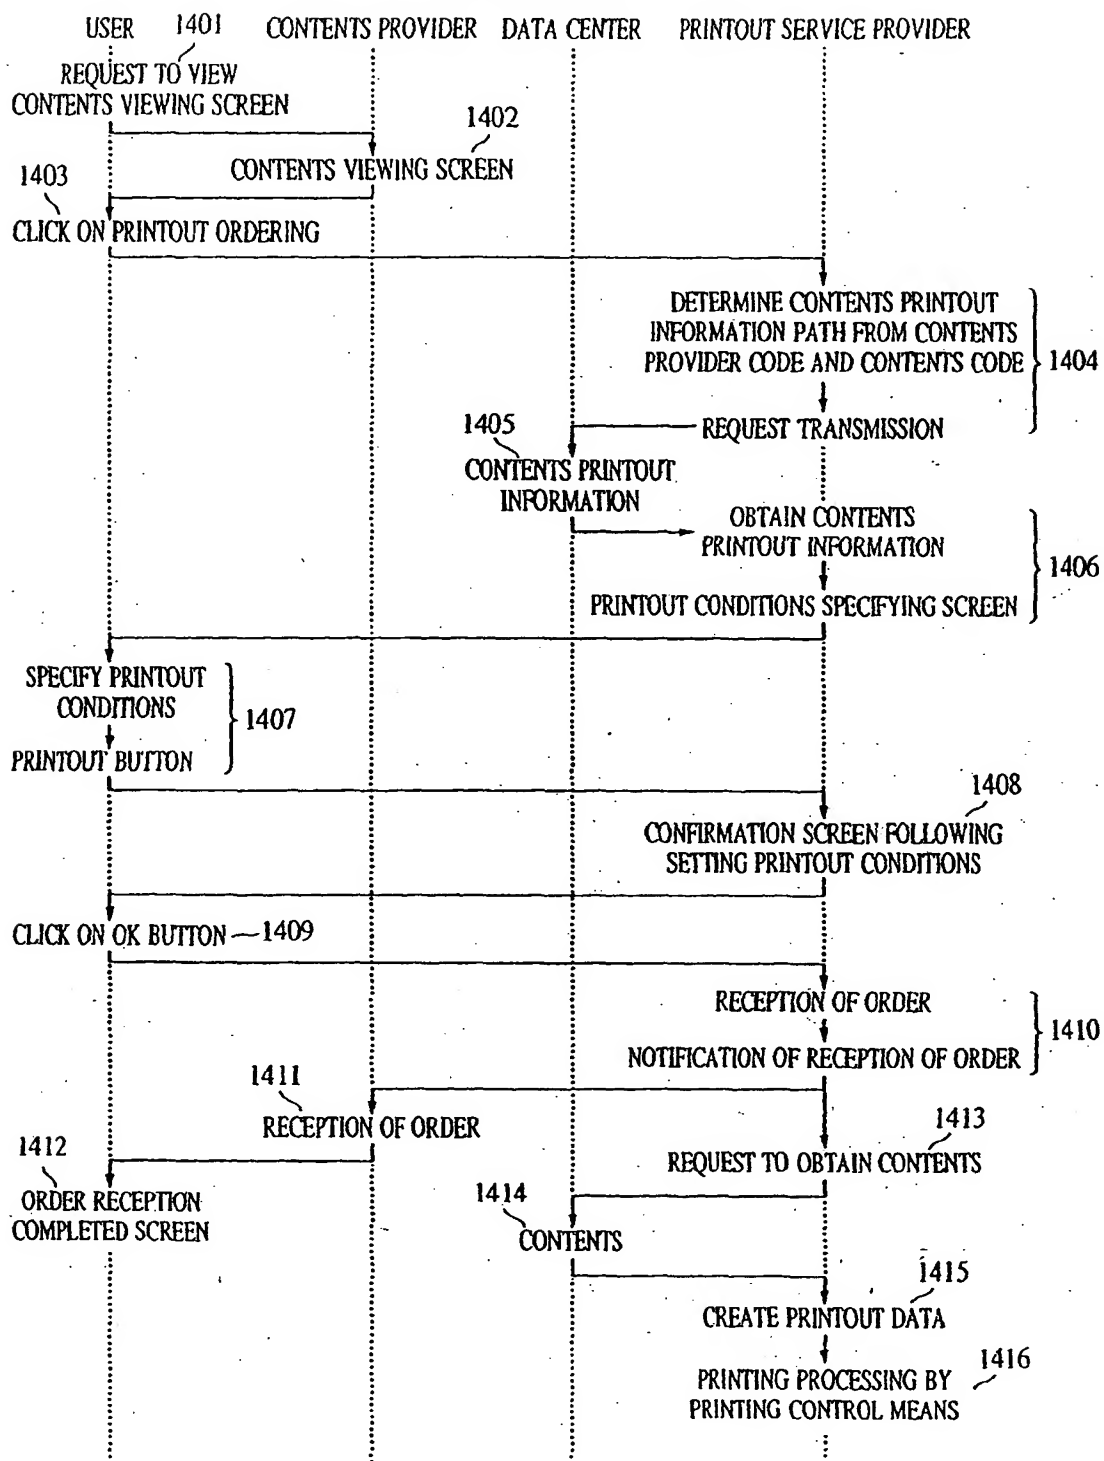 USER 1401 CONTENTS PROVIDER DATA CENTER PRINTOUT SERVICE PROVIDER
REQUEST TO VIEW
CONTENTS VIEWING SCREEN
1402
CONTENTS VIEWING SCREEN
1403
CLICK ON PRINTOUT ORDERING
DETERMINE CONTENTS PRINTOUT
INFORMATION PATH FROM CONTENTS
PROVIDER CODE AND CONTENTS CODE
1404
REQUEST TRANSMISSION
1405
CONTENTS PRINTOUT
INFORMATION
OBTAIN CONTENTS
PRINTOUT INFORMATION
1406
PRINTOUT CONDITIONS SPECIFYING SCREEN
SPECIFY PRINTOUT
CONDITIONS
1407
PRINTOUT BUTTON
1408
CONFIRMATION SCREEN FOLLOWING
SETTING PRINTOUT CONDITIONS
CLICK ON OK BUTTON 1409
RECEPTION OF ORDER
1410
NOTIFICATION OF RECEPTION OF ORDER
1411
RECEPTION OF ORDER
1413
REQUEST TO OBTAIN CONTENTS
1412
ORDER RECEPTION
COMPLETED SCREEN
1414
CONTENTS
1415
CREATE PRINTOUT DATA
1416
PRINTING PROCESSING BY
PRINTING CONTROL MEANS